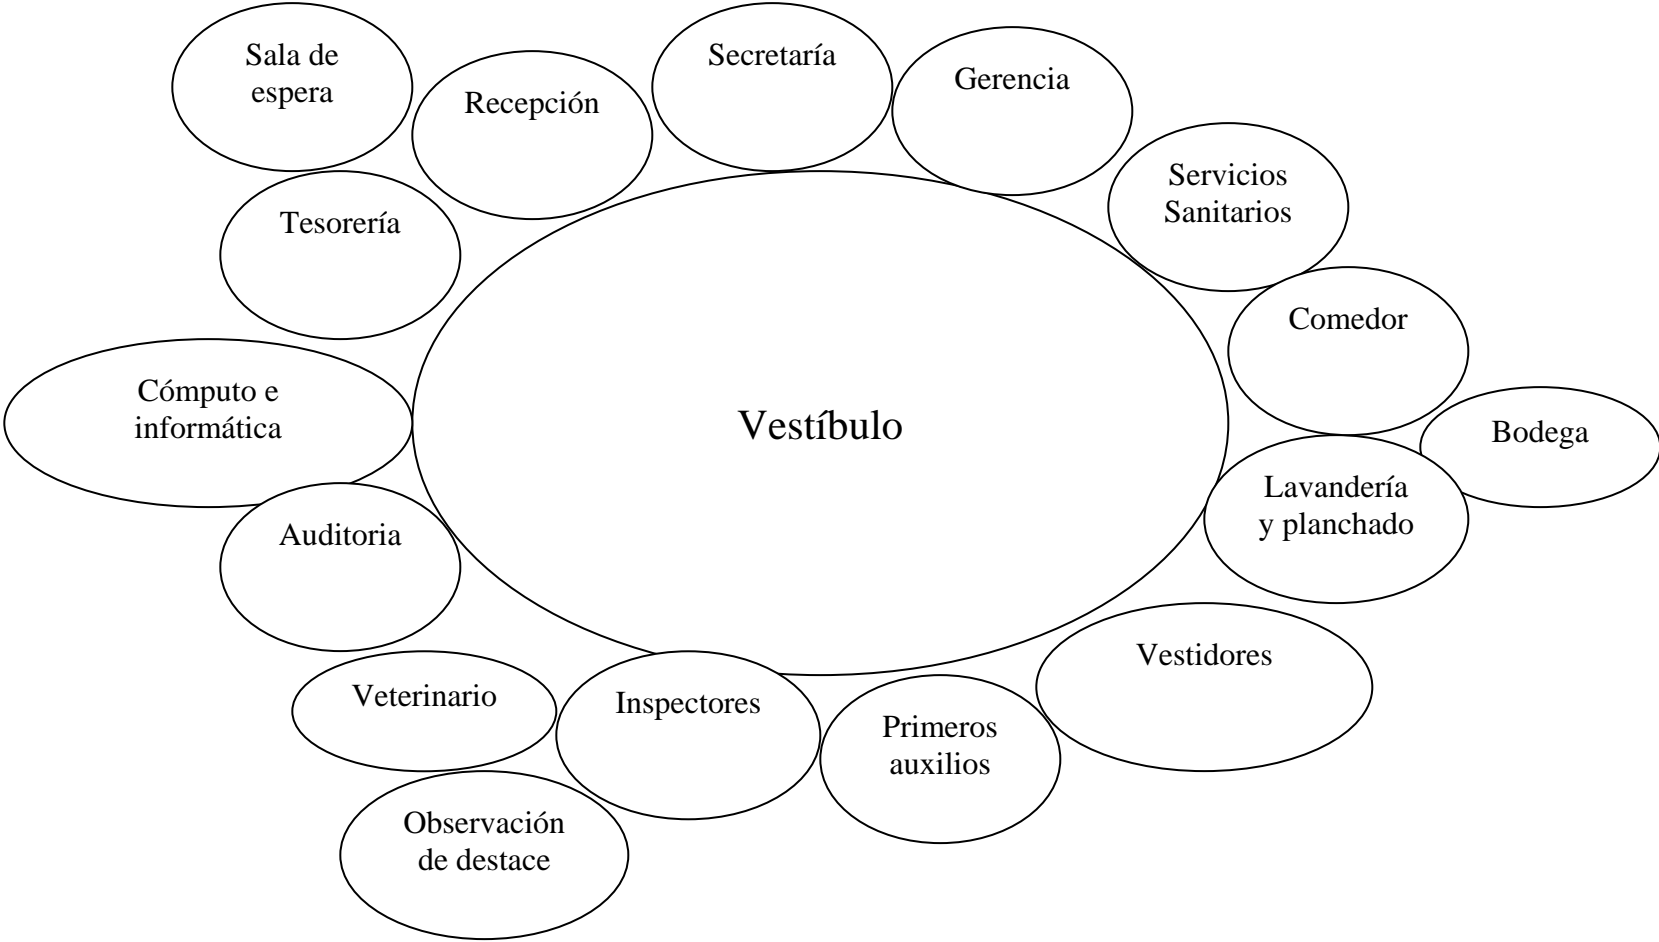 Sala de
espera
Recepción
Secretaría
Gerencia
Servicios
Sanitarios
Tesorería
Comedor
Cómputo e
informática
Vestíbulo
Bodega
Lavandería
y planchado
Auditoria
Vestidores
Veterinario
Inspectores
Primeros
auxilios
Observación
de destace